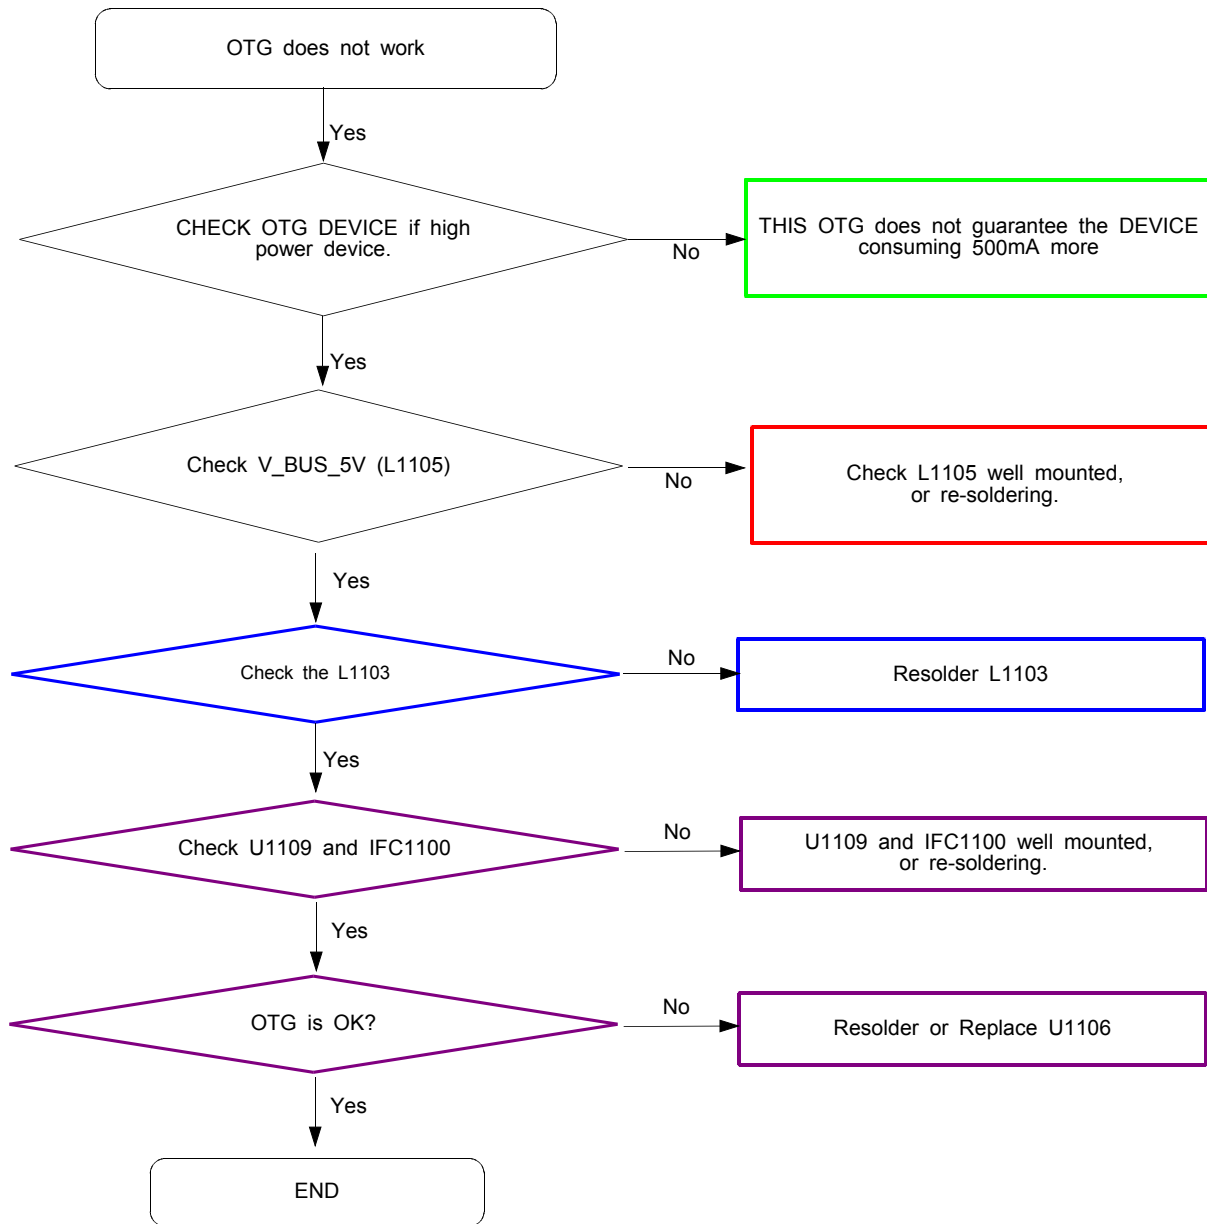 OTG does not work
Yes
CHECK OTG DEVICE if high
power device.
No
THIS OTG does not guarantee the DEVICE
consuming 500mA more
Yes
Check V_BUS_5V (L1105)
No
Check L1105 well mounted,
or re-soldering.
Yes
Check the L1103
No
Resolder L1103
Yes
Check U1109 and IFC1100
No
U1109 and IFC1100 well mounted,
or re-soldering.
Yes
OTG is OK?
No
Resolder or Replace U1106
Yes
END